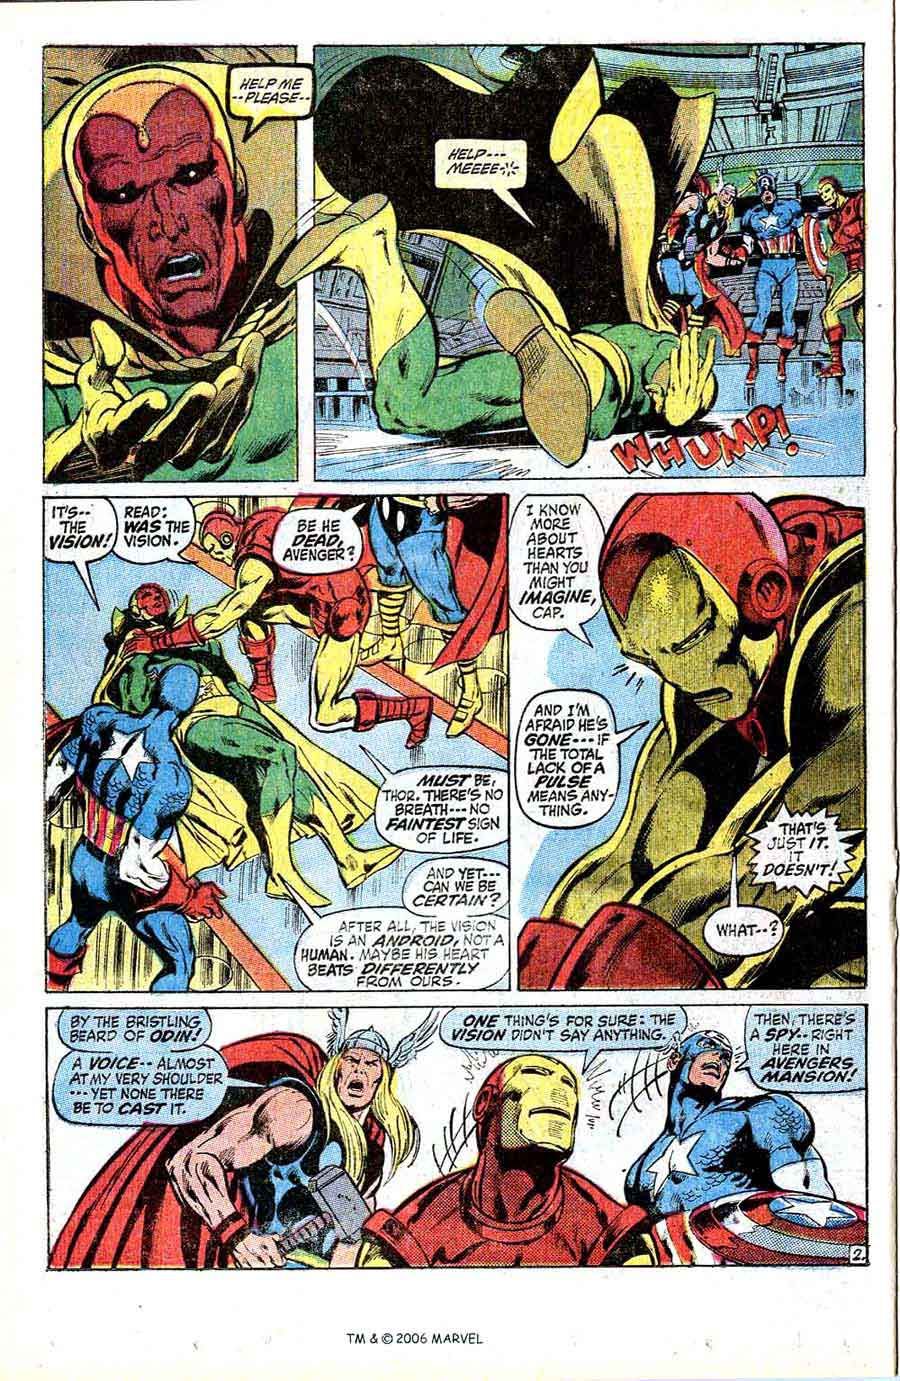 HELP ME
--PLEASE--
HELP---
MEEEE-
WHUMP!
IT'S--
THE
VISION!
READ:
WAS THE
VISION.
BE HE
DEAD,
AVENGER?
MUST BE,
THOR. THERE'S NO
BREATH--- NO
FAINTEST SIGN
OF LIFE.
AND YET---
CAN WE BE
CERTAIN?
AFTER ALL, THE VISION
IS AN ANDROID, NOT A
HUMAN. MAYBE HIS HEART
BEATS DIFFERENTLY
FROM OURS.
I KNOW
MORE
ABOUT
HEARTS
THAN YOU
MIGHT
IMAGINE,
CAP.
AND I'M
AFRAID HE'S
GONE--- IF
THE TOTAL
LACK OF A
PULSE
MEANS ANY-
THING.
THAT'S
JUST IT.
IT
DOESN'T!
WHAT--?
BY THE BRISTLING
BEARD OF ODIN!
A VOICE-- ALMOST
AT MY VERY SHOULDER
--- YET NONE THERE
BE TO CAST IT.
ONE THING'S FOR SURE: THE
VISION DIDN'T SAY ANYTHING.
THEN, THERE'S
A SPY-- RIGHT
HERE IN
AVENGERS
MANSION!
2
TM & © 2006 MARVEL